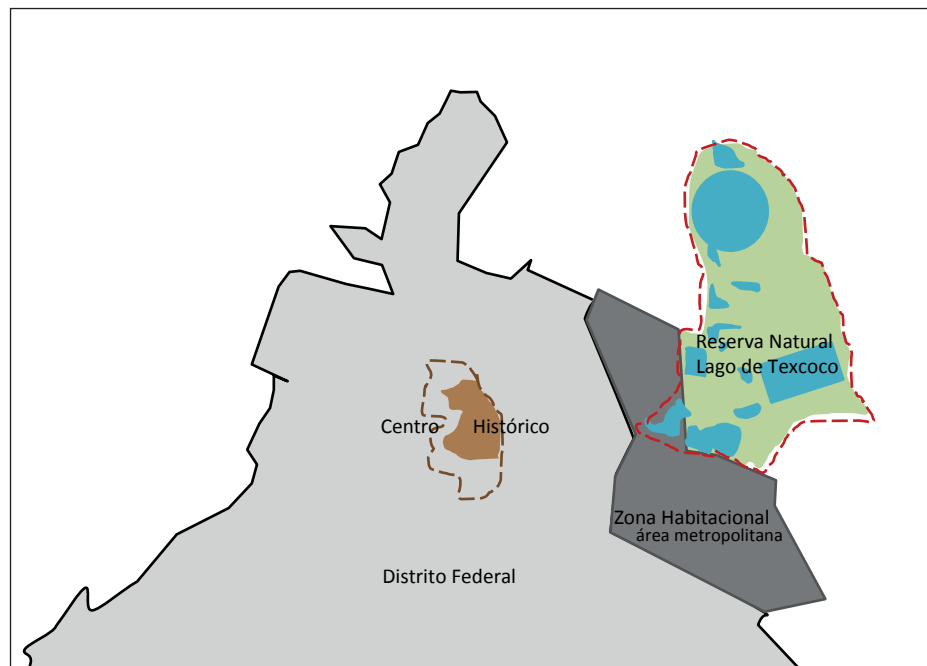 Reserva Natural
Lago de Texcoco
Centro Histórico
Zona Habitacional
área metropolitana
Distrito Federal